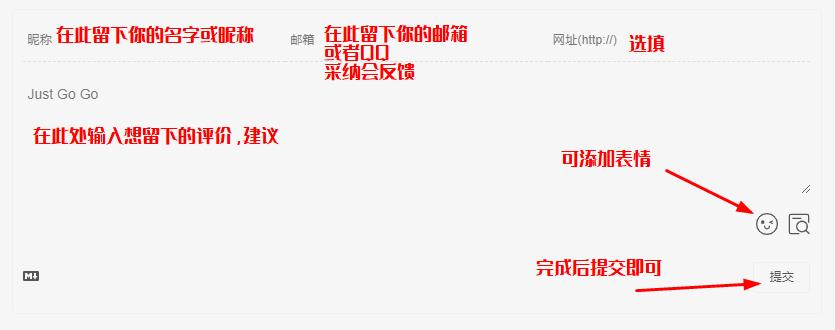 昵称 在此留下你的名字或昵称
邮箱 在此留下你的邮箱
或者QQ
采纳会反馈
网址(http://) 选填
Just Go Go
在此处输入想留下的评价,建议
可添加表情
M↓
完成后提交即可
提交